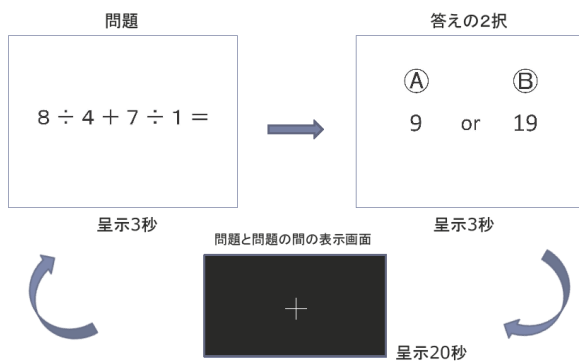 問題
8÷4+7÷1=
呈示3秒
答えの2択
Ⓐ Ⓑ
9 or 19
呈示3秒
問題と問題の間の表示画面
呈示20秒